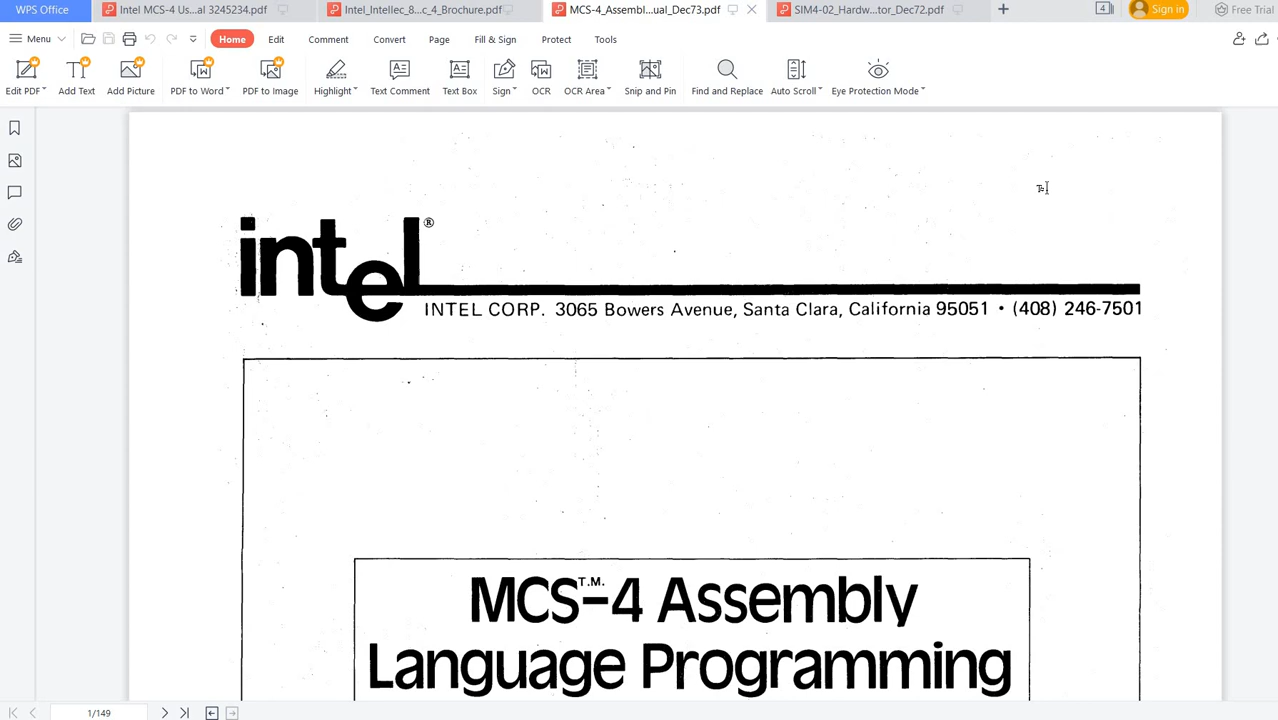 WPS Office
Intel MCS-4 Us...al 3245234.pdf
Intel_Intellec_8...c_4_Brochure.pdf
MCS-4_Assembl...ual_Dec73.pdf
SIM4-02_Hardw...tor_Dec72.pdf
4
Sign in
Free Trial
Menu
Home
Edit
Comment
Convert
Page
Fill & Sign
Protect
Tools
Edit PDF
Add Text
Add Picture
PDF to Word
PDF to Image
Highlight
Text Comment
Text Box
Sign
OCR
OCR Area
Snip and Pin
Find and Replace
Auto Scroll
Eye Protection Mode
intel®
INTEL CORP. 3065 Bowers Avenue, Santa Clara, California 95051 • (408) 246-7501
MCS T.M.-4 Assembly
Language Programming
1/149